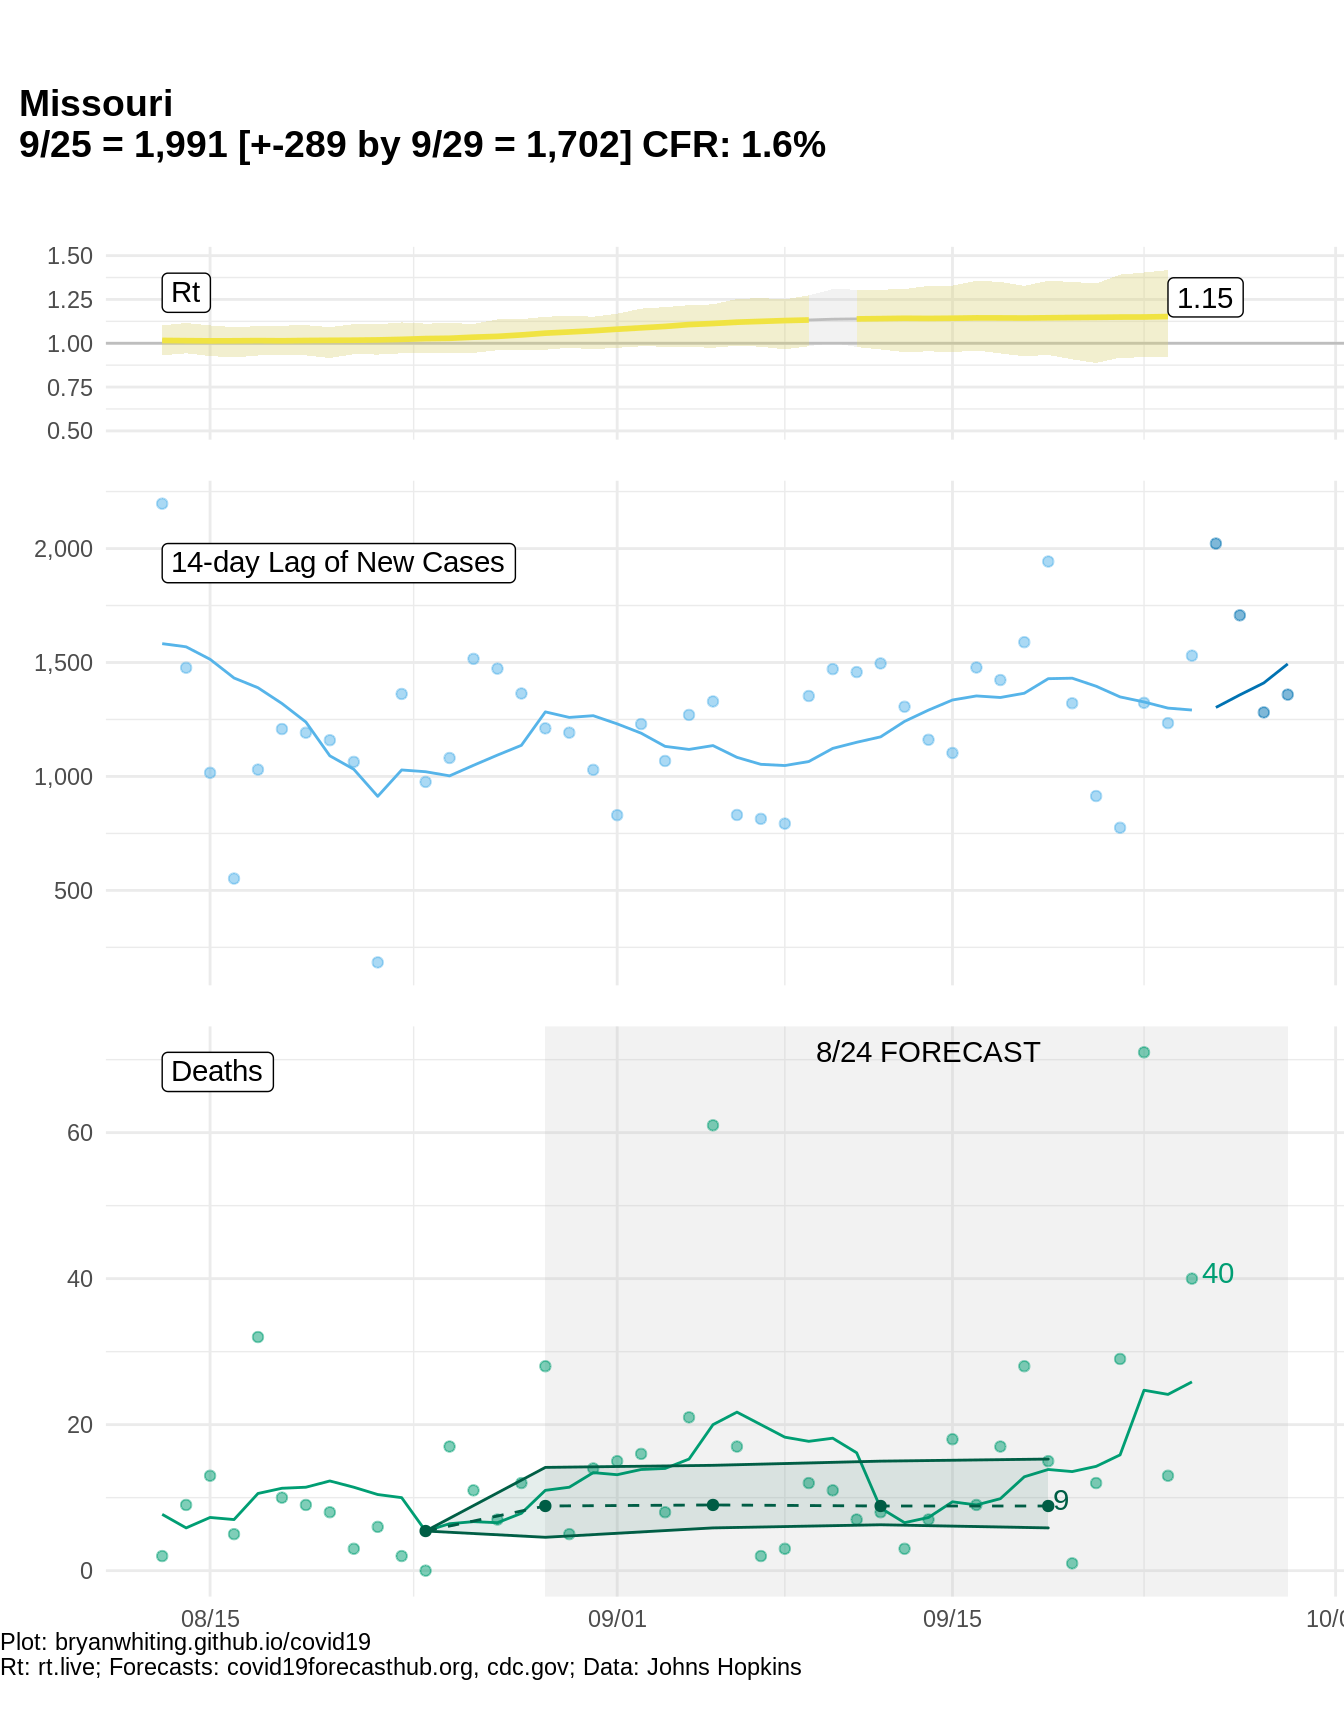 Missouri
9/25 = 1,991 [+-289 by 9/29 = 1,702] CFR: 1.6%
1.50
1.25
1.00
0.75
0.50
Rt
1.15
2,000
1,500
1,000
500
14-day Lag of New Cases
Deaths
8/24 FORECAST
60
40
20
0
40
9
08/15
09/01
09/15
Plot: bryanwhiting.github.io/covid19
Rt: rt.live; Forecasts: covid19forecasthub.org, cdc.gov; Data: Johns Hopkins